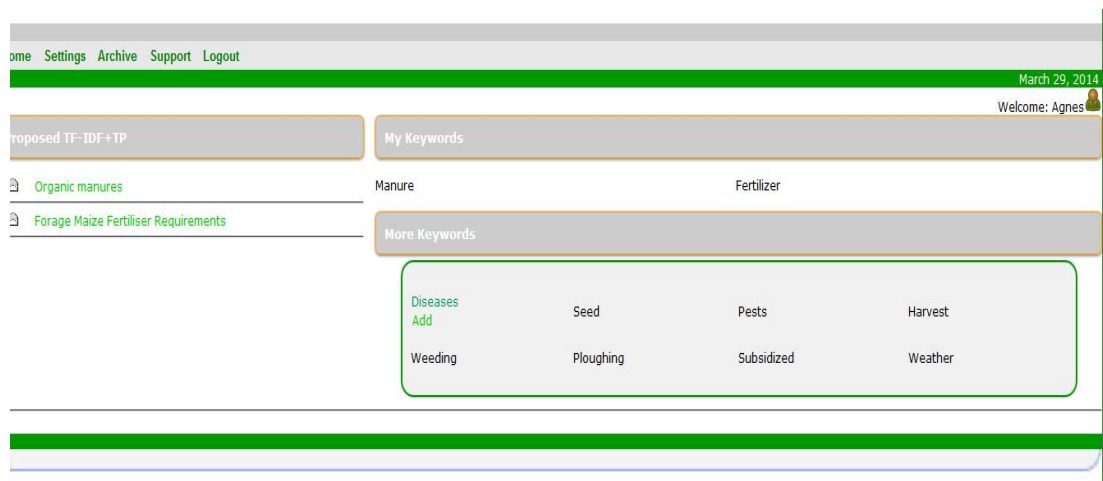 ome Settings Archive Support Logout
March 29, 2014
Welcome: Agnes
Proposed TF-IDF+TP
My Keywords
Organic manures
Forage Maize Fertiliser Requirements
Manure Fertilizer
More Keywords
Diseases Seed Pests Harvest
Add
Weeding Ploughing Subsidized Weather